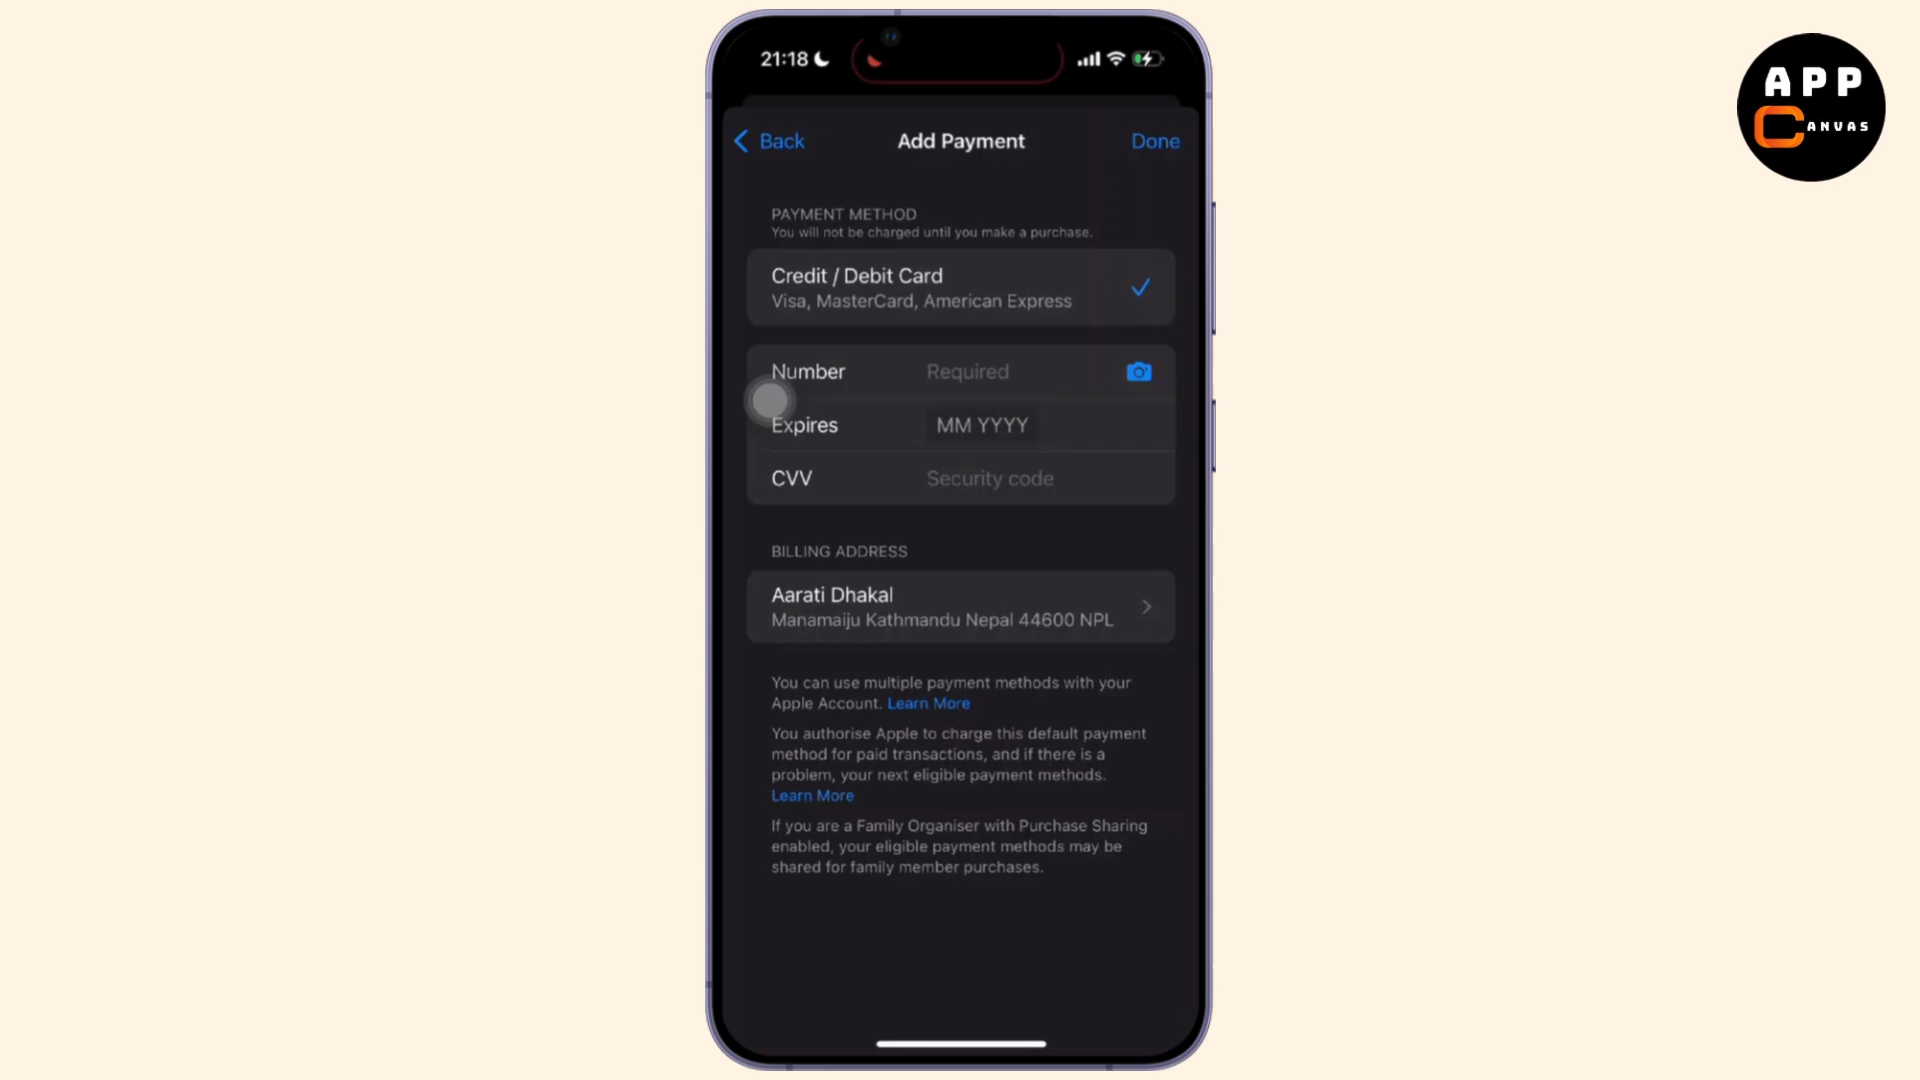 21:18
APP
CANVAS
Back
Add Payment
Done
PAYMENT METHOD
You will not be charged until you make a purchase.
Credit / Debit Card
Visa, MasterCard, American Express
Number
Required
Expires
MM YYYY
CVV
Security code
BILLING ADDRESS
Aarati Dhakal
Manamaiju Kathmandu Nepal 44600 NPL
You can use multiple payment methods with your
Apple Account. Learn More
You authorise Apple to charge this default payment
method for paid transactions, and if there is a
problem, your next eligible payment methods.
Learn More
If you are a Family Organiser with Purchase Sharing
enabled, your eligible payment methods may be
shared for family member purchases.